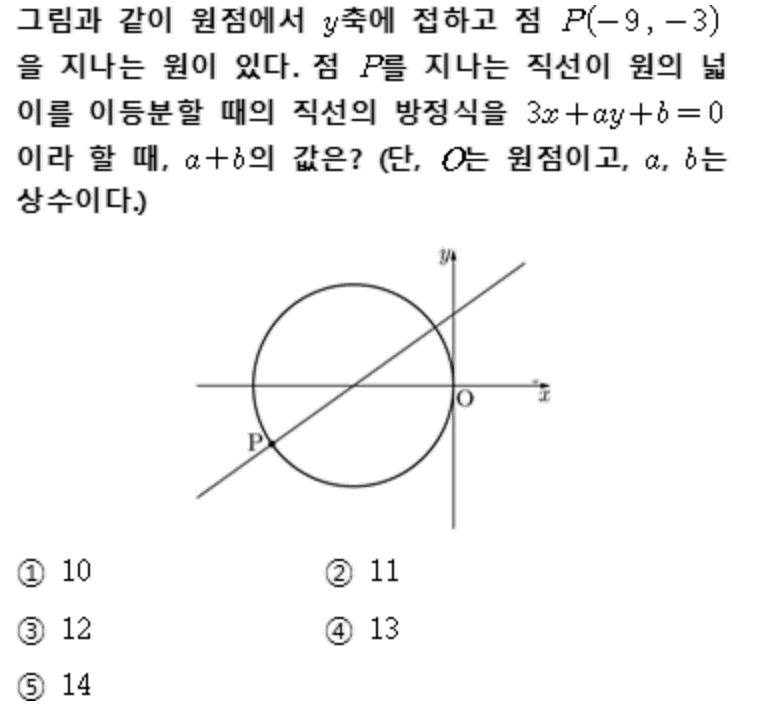 그림과 같이 원점에서 y축에 접하고 점 P(−9, −3)
을 지나는 원이 있다. 점 P를 지나는 직선이 원의 넓
이를 이등분할 때의 직선의 방정식을 3x+ay+b=0
이라 할 때, a+b의 값은? (단, O는 원점이고, a, b는
상수이다.)
y
O
x
P
① 10 ② 11
③ 12 ④ 13
⑤ 14